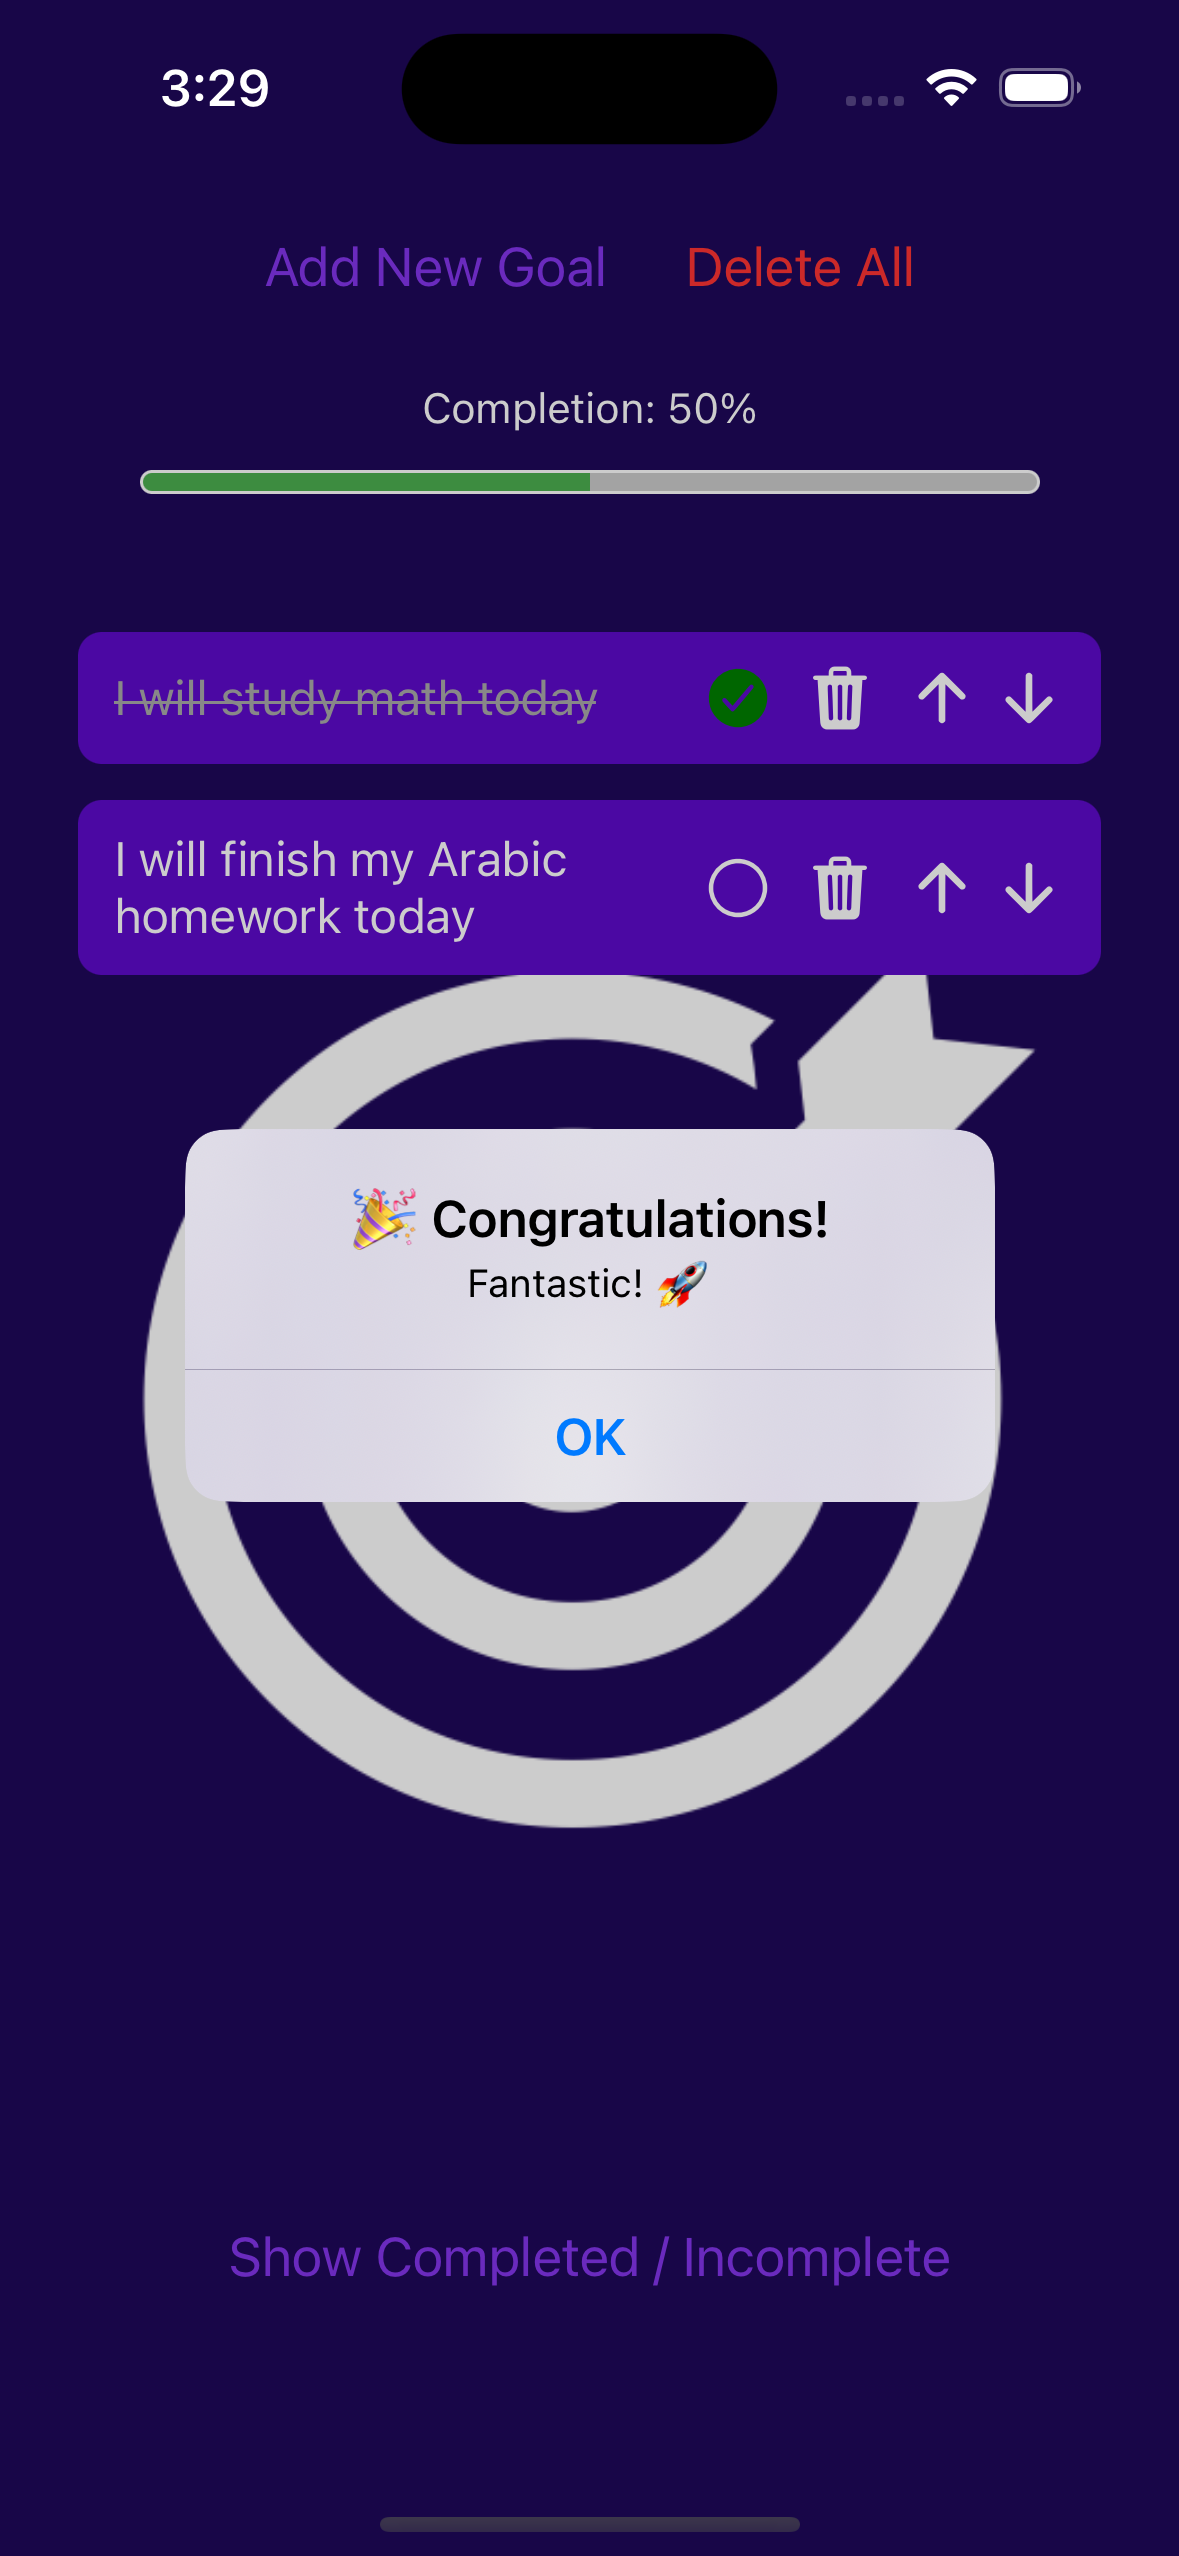 3:29
Add New Goal Delete All
Completion: 50%
I will study math today
I will finish my Arabic
homework today
🎉 Congratulations!
Fantastic! 🚀
OK
Show Completed / Incomplete